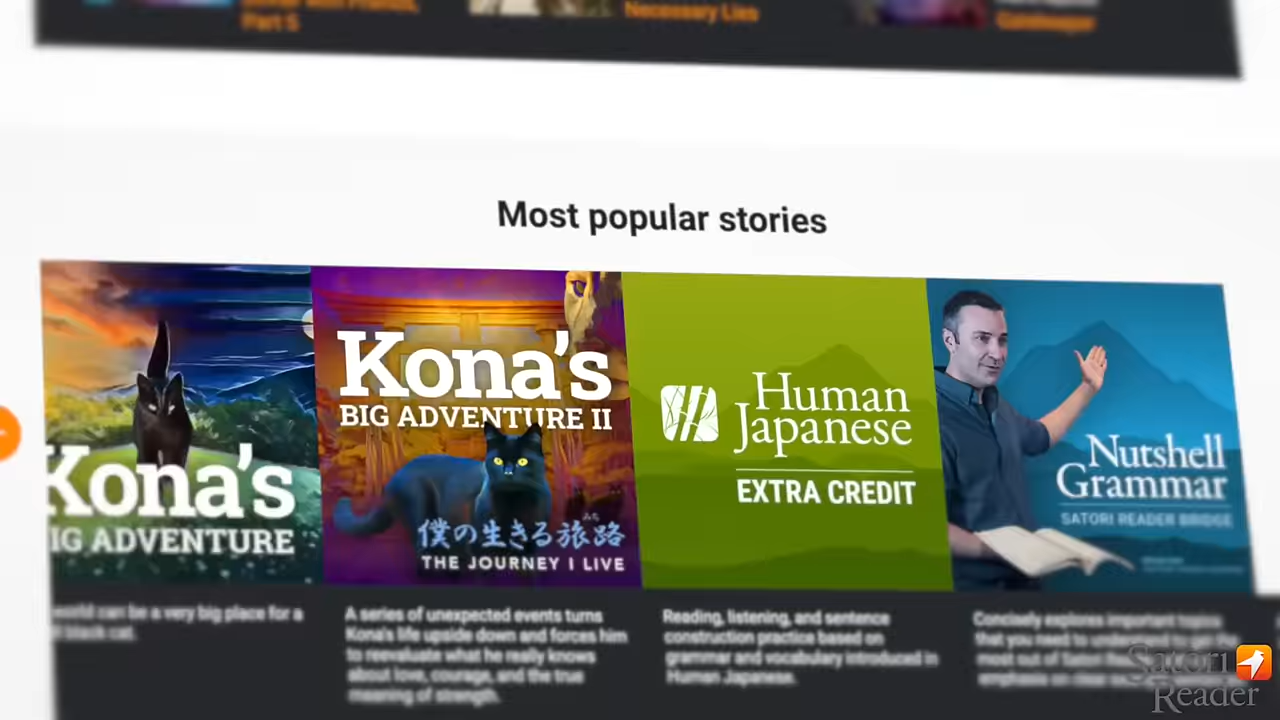 Part 5
Necessary Lies
Most popular stories
Kona's
BIG ADVENTURE
Kona's
BIG ADVENTURE II
みち
僕の生きる旅路
THE JOURNEY I LIVE
Human
Japanese
EXTRA CREDIT
Nutshell
Grammar
SATORI READER BRIDGE
world can be a very big place for a
black cat.
A series of unexpected events turns
Kona's life upside down and forces him
to reevaluate what he really knows
about love, courage, and the true
meaning of strength.
Reading, listening, and sentence
construction practice based on
grammar and vocabulary introduced in
Human Japanese.
Concisely explores important topics
that you need to understand to get the
most out of Satori
emphasis on
Satori
Reader